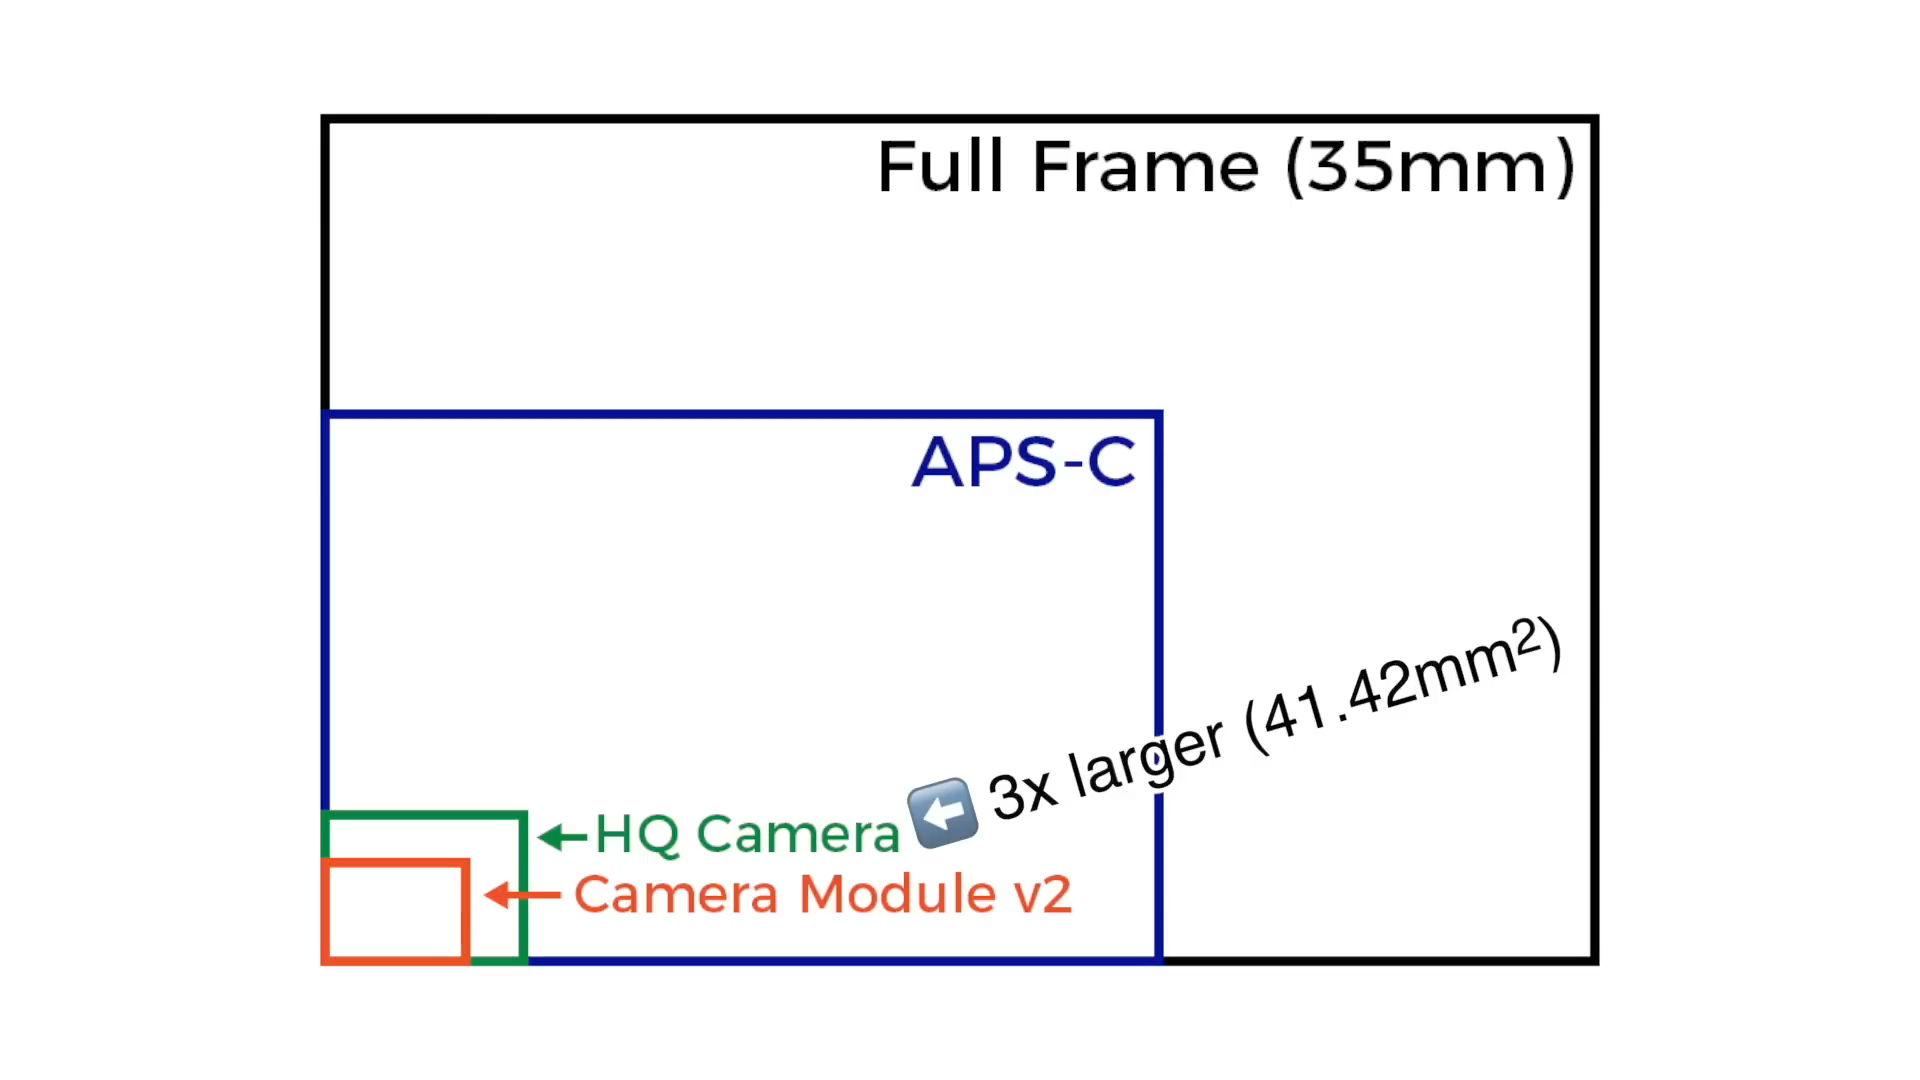 Full Frame (35mm)
APS-C
3x larger (41.42mm²)
HQ Camera
Camera Module v2